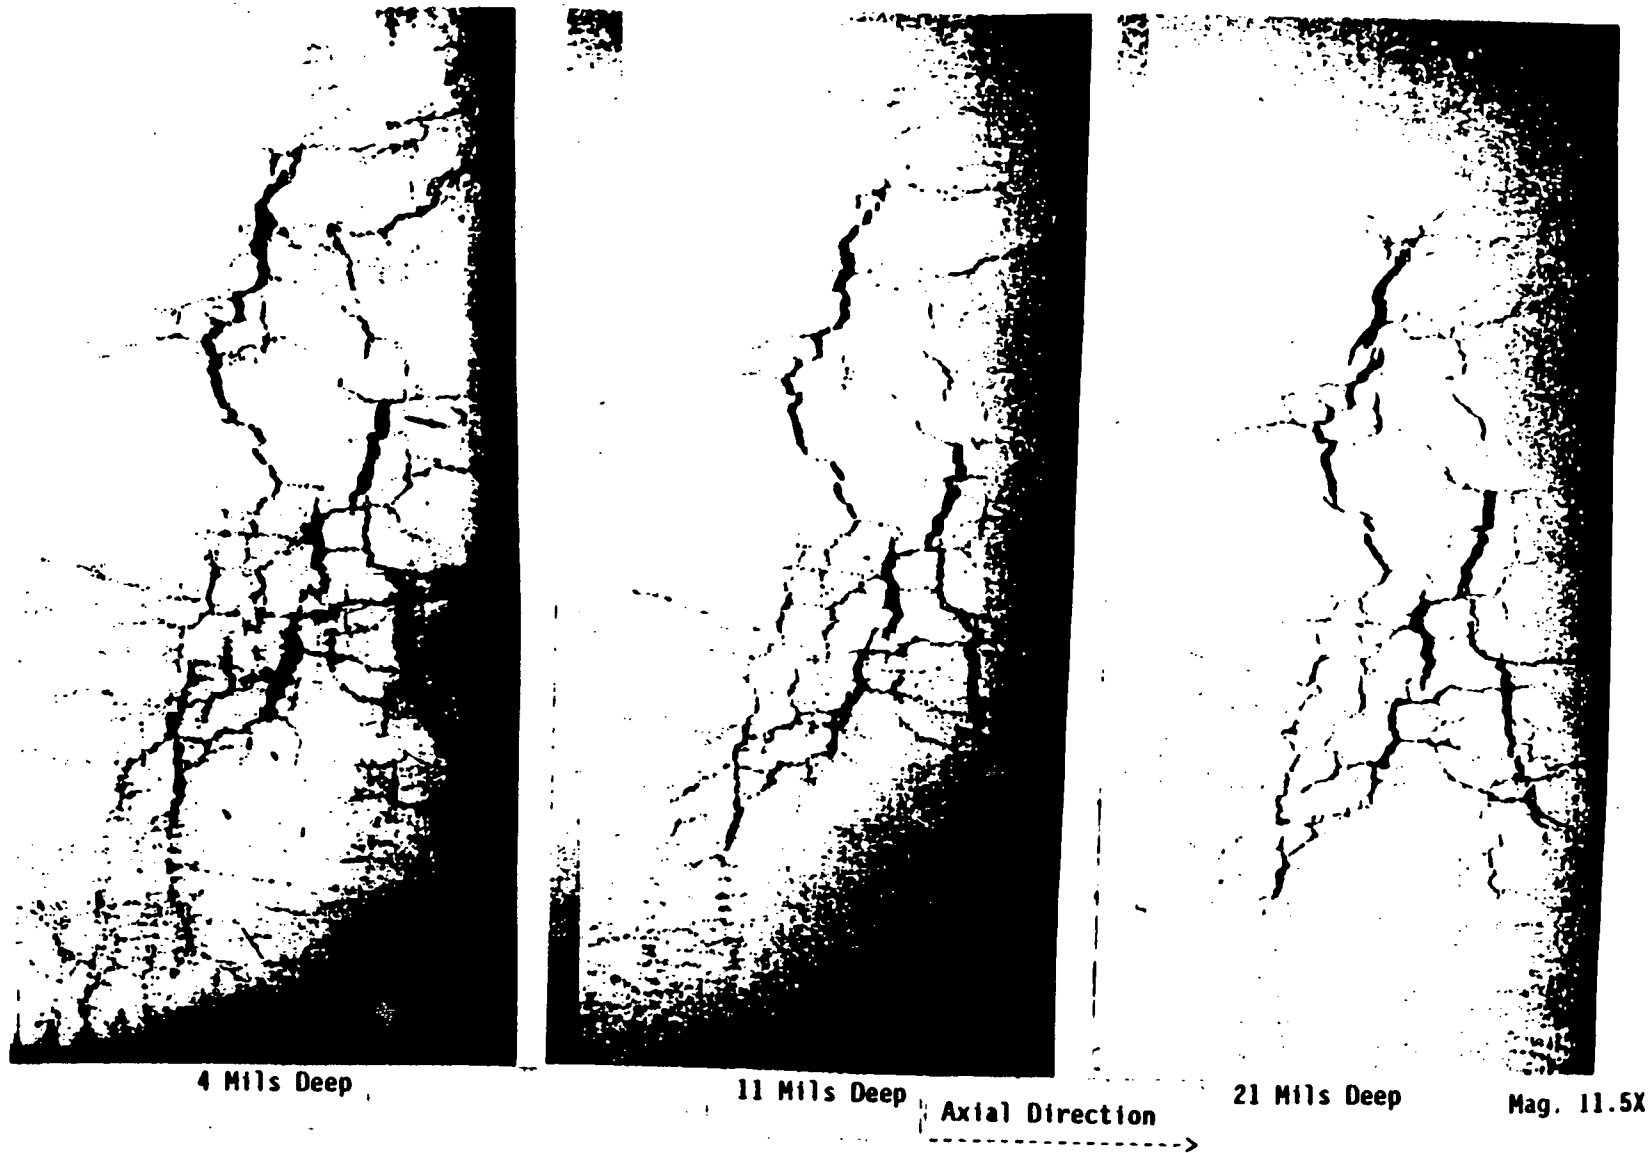 4 Mils Deep
11 Mils Deep
21 Mils Deep
Mag. 11.5X
Axial Direction